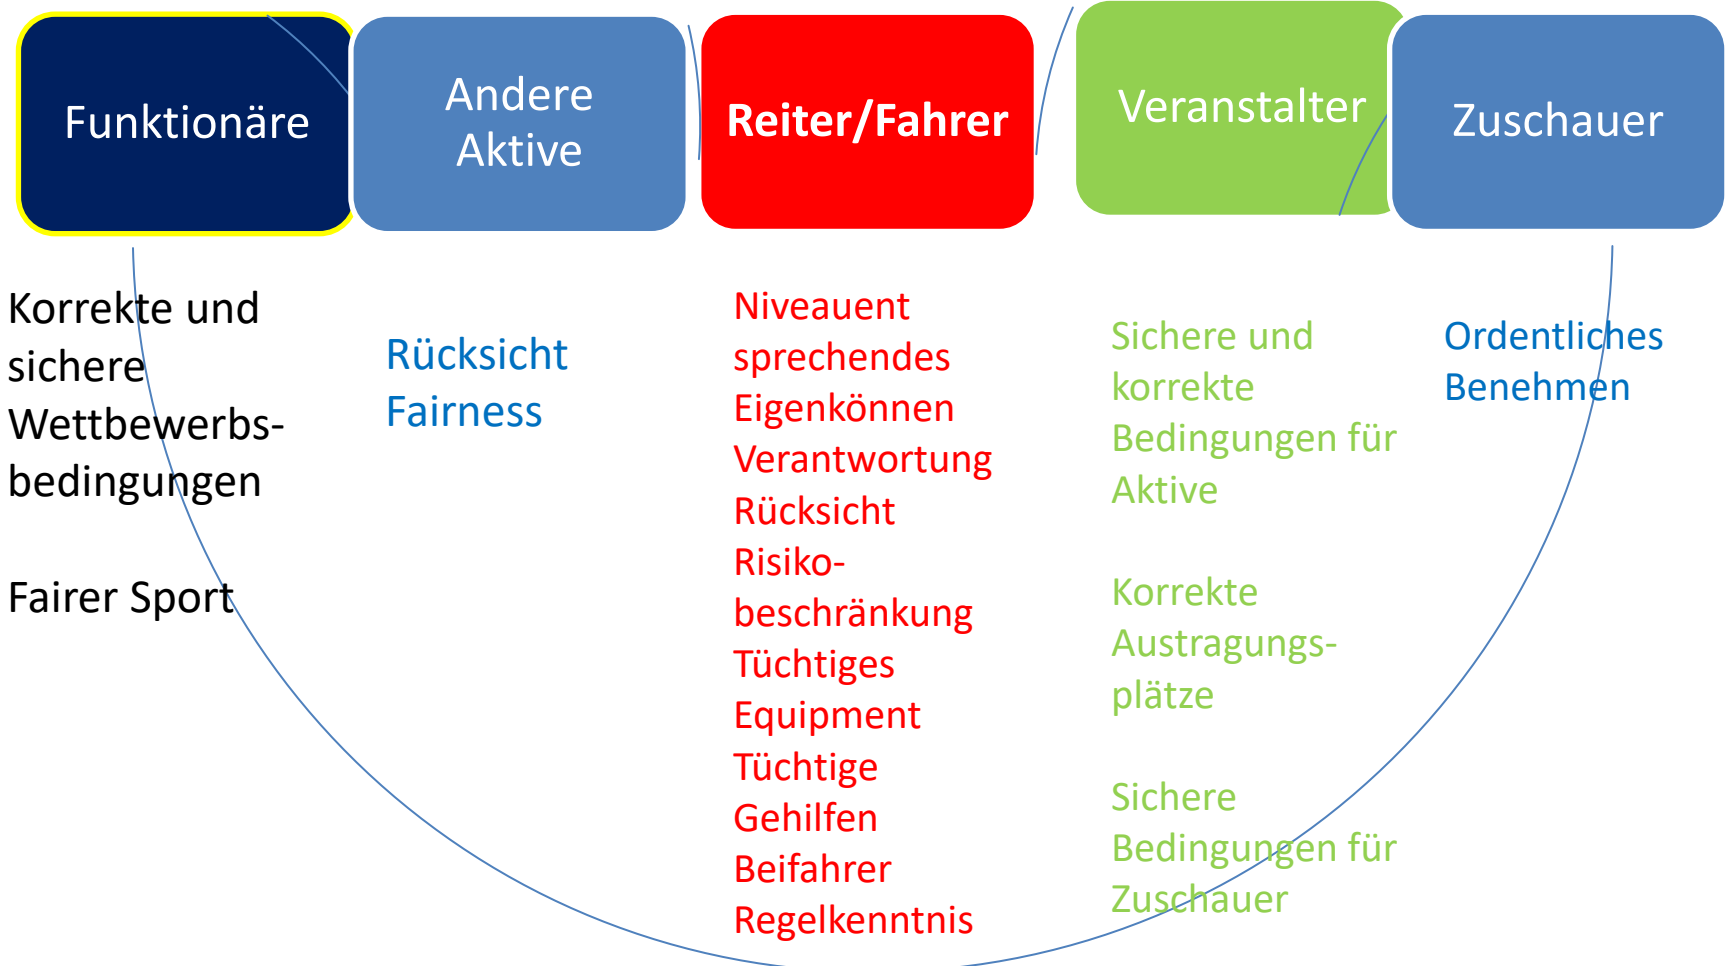 Funktionäre
Andere
Aktive
Reiter/Fahrer
Veranstalter
Zuschauer
Korrekte und
sichere
Wettbewerbs-
bedingungen
Fairer Sport
Rücksicht
Fairness
Niveauent
sprechendes
Eigenkönnen
Verantwortung
Rücksicht
Risiko-
beschränkung
Tüchtiges
Equipment
Tüchtige
Gehilfen
Beifahrer
Regelkenntnis
Sichere und
korrekte
Bedingungen für
Aktive
Korrekte
Austragungs-
plätze
Sichere
Bedingungen für
Zuschauer
Ordentliches
Benehmen